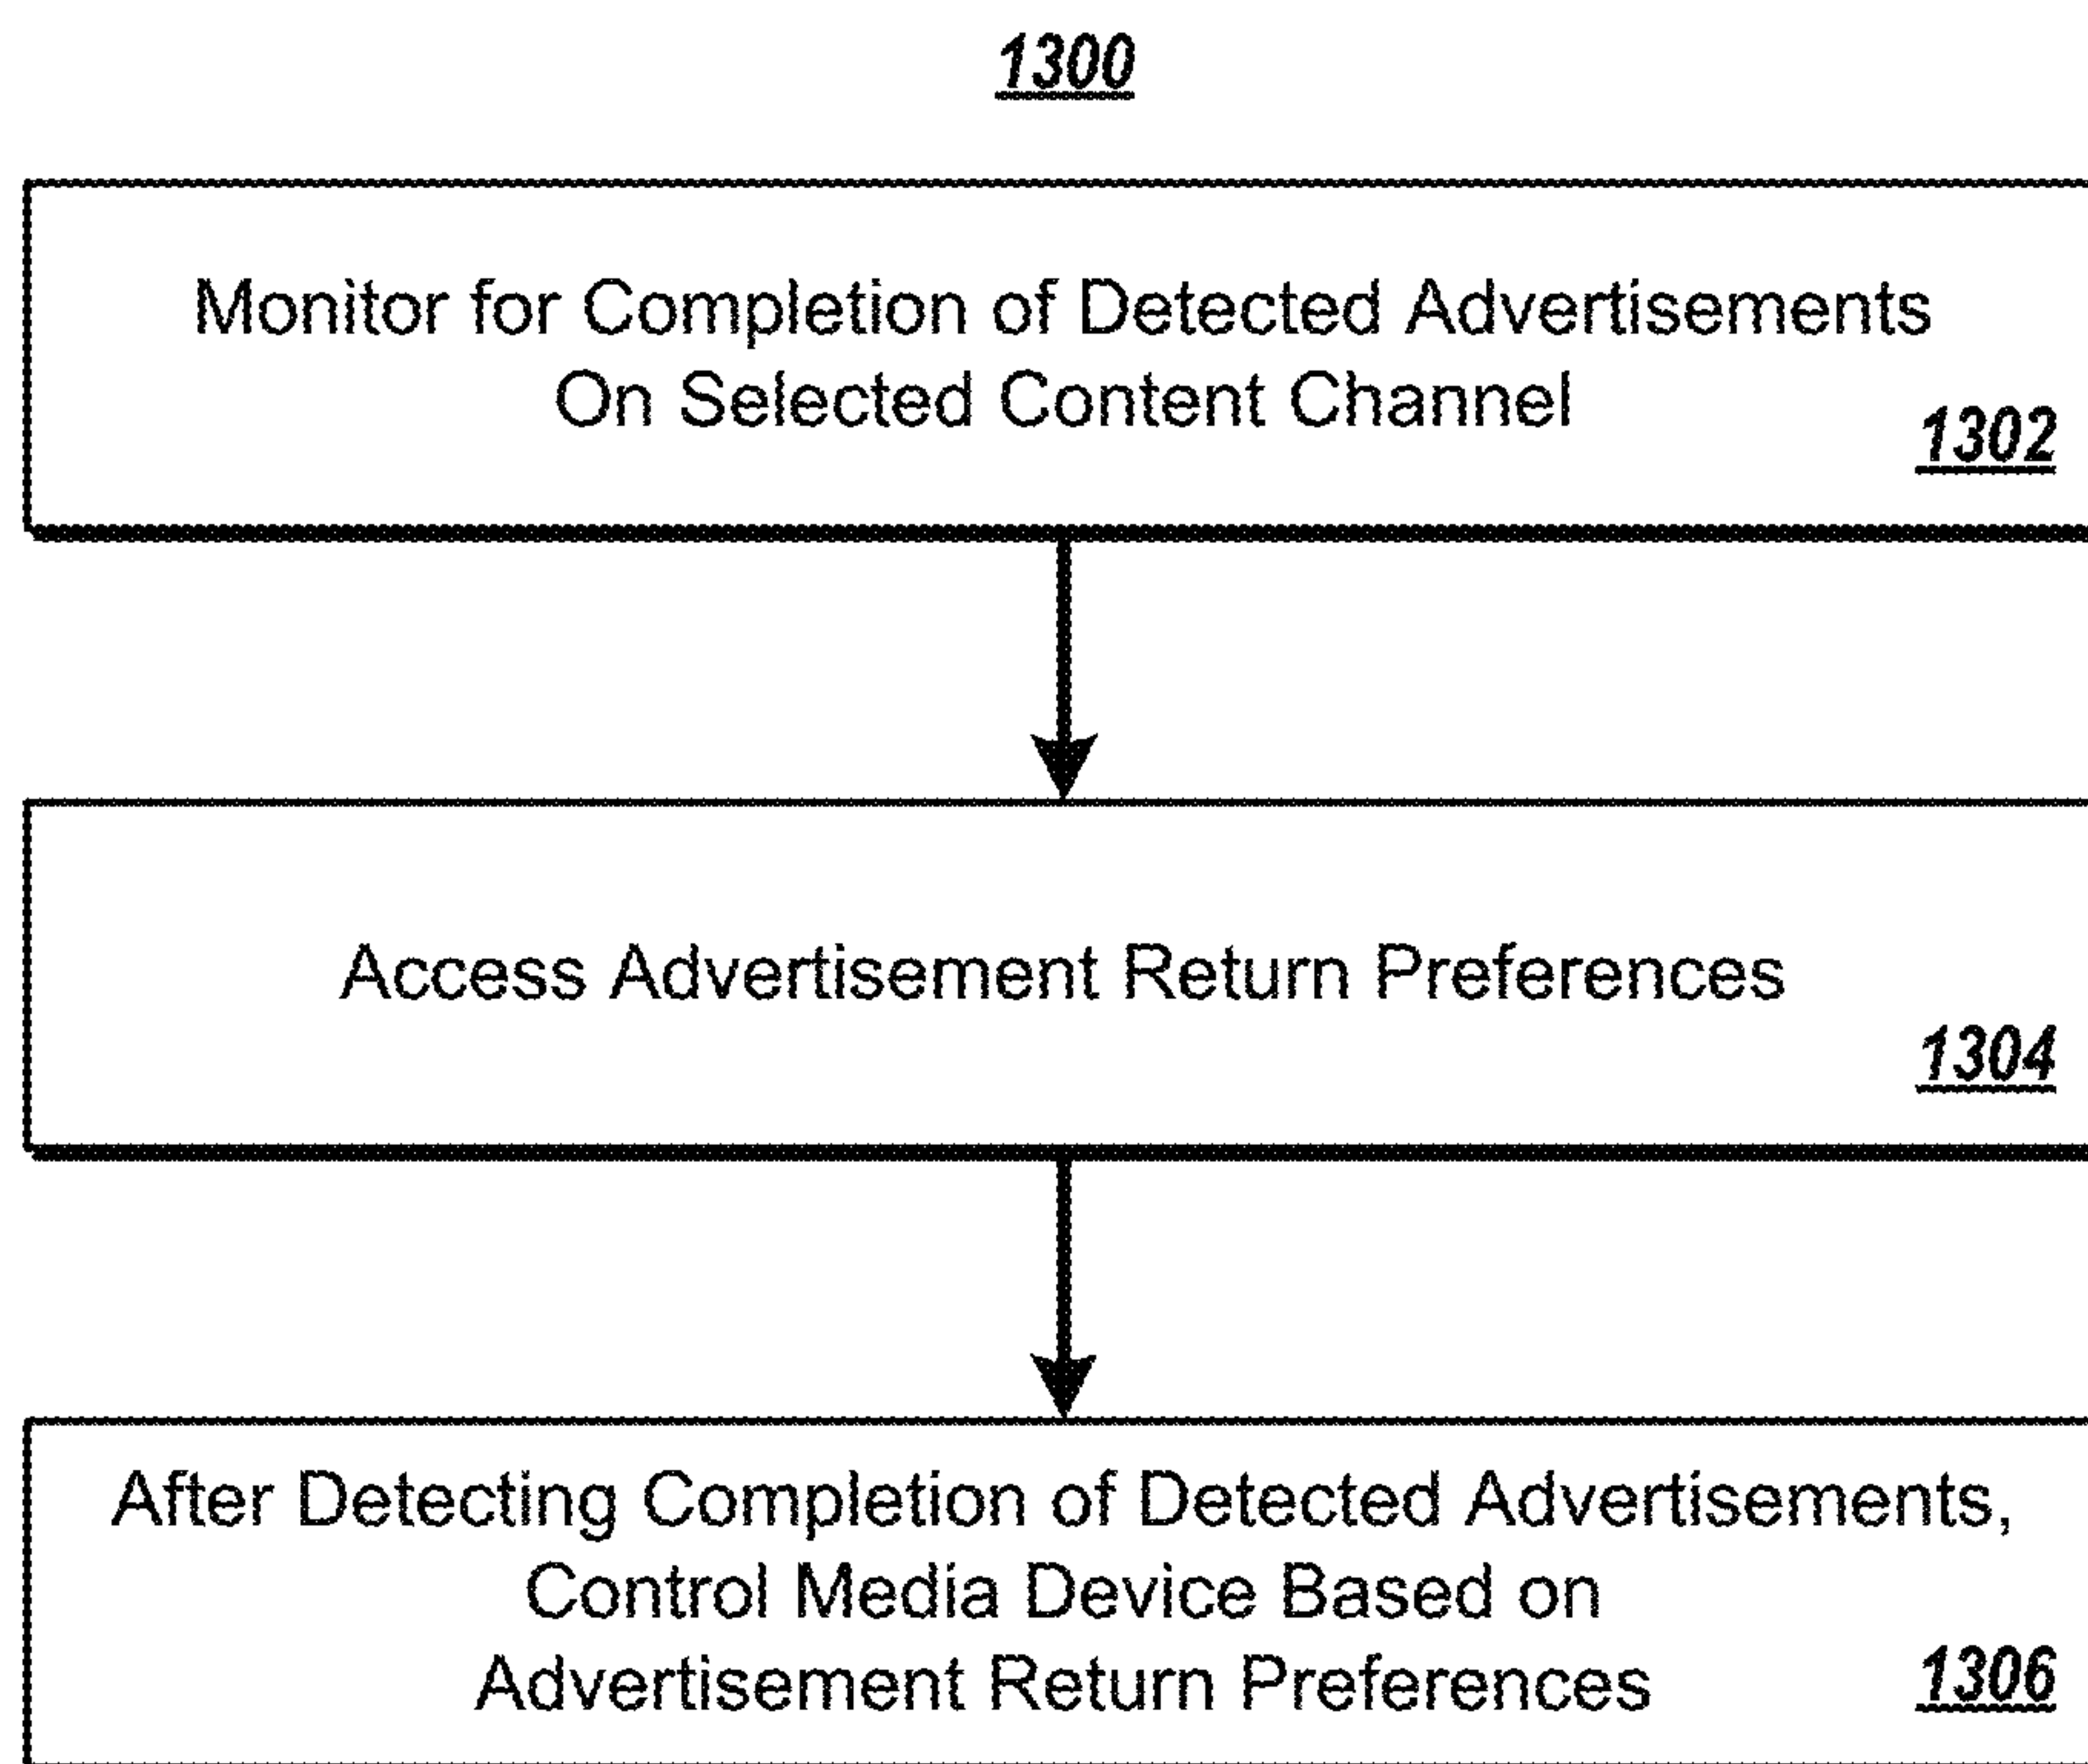 1300
Monitor for Completion of Detected Advertisements
On Selected Content Channel
1302
Access Advertisement Return Preferences
1304
After Detecting Completion of Detected Advertisements,
Control Media Device Based on
Advertisement Return Preferences
1306